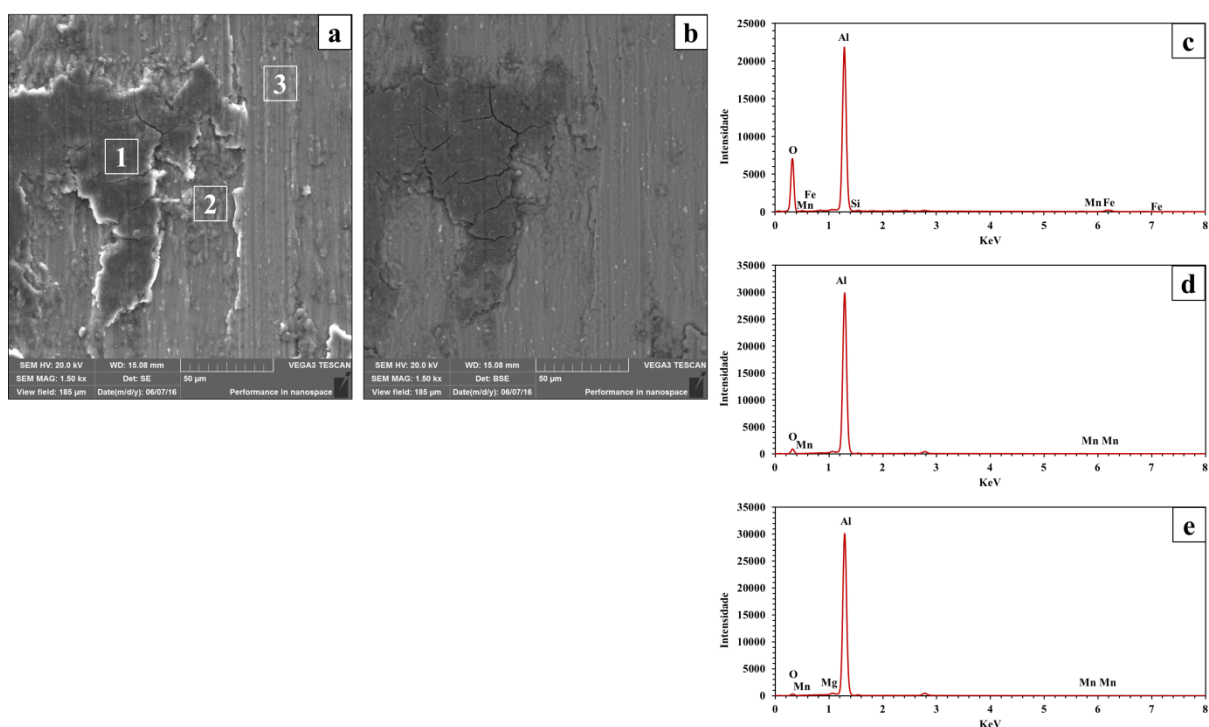 a
3
1
2
SEM HV: 20.0 kV WD: 15.08 mm VEGA3 TESCAN
SEM MAG: 1.50 kx Det: SE 50 µm
View field: 185 µm Date(m/d/y): 06/07/16 Performance in nanospace
b
SEM HV: 20.0 kV WD: 15.08 mm VEGA3 TESCAN
SEM MAG: 1.50 kx Det: BSE 50 µm
View field: 185 µm Date(m/d/y): 06/07/16 Performance in nanospace
c
Intensidade
25000
20000
15000
10000
5000
0
Al
O
Fe
Mn
Si
Mn Fe
Fe
0 1 2 3 4 5 6 7 8
KeV
d
Intensidade
35000
30000
25000
20000
15000
10000
5000
0
Al
O
Mn
Mn Mn
0 1 2 3 4 5 6 7 8
KeV
e
Intensidade
35000
30000
25000
20000
15000
10000
5000
0
Al
O
Mn
Mg
Mn Mn
0 1 2 3 4 5 6 7 8
KeV